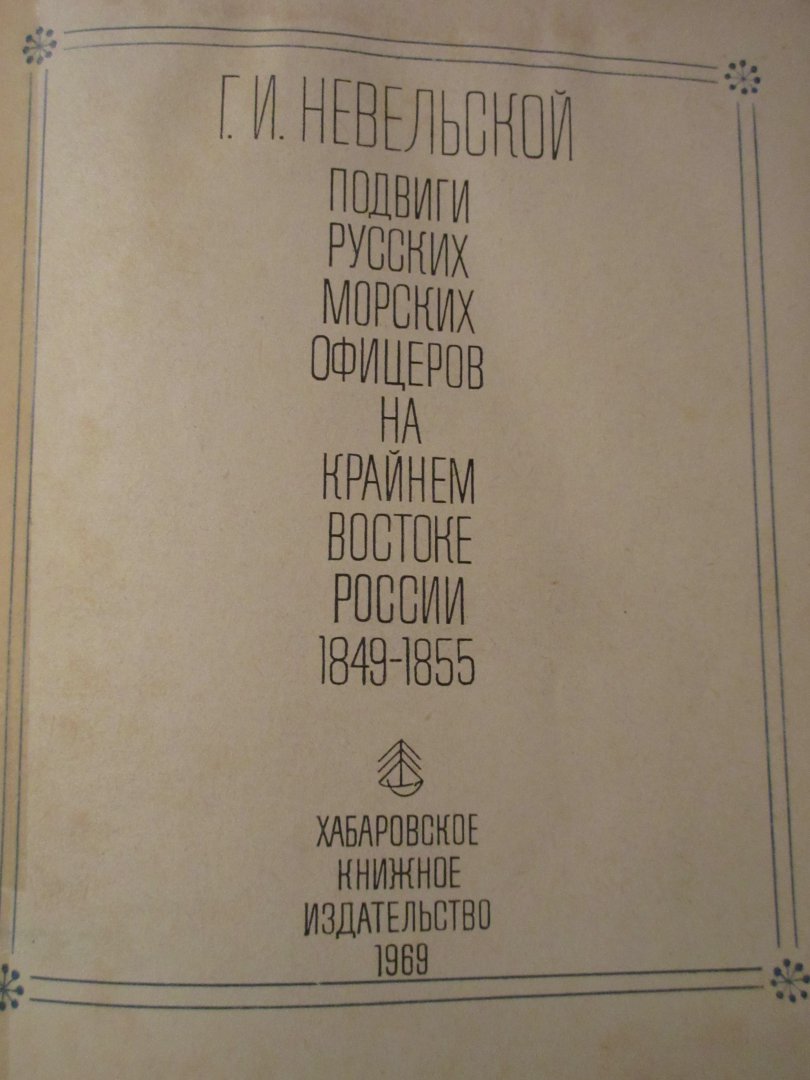 Г. И. НЕВЕЛЬСКОЙ
ПОДВИГИ
РУССКИХ
МОРСКИХ
ОФИЦЕРОВ
НА
КРАЙНЕМ
ВОСТОКЕ
РОССИИ
1849-1855
ХАБАРОВСКОЕ
КНИЖНОЕ
ИЗДАТЕЛЬСТВО
1969